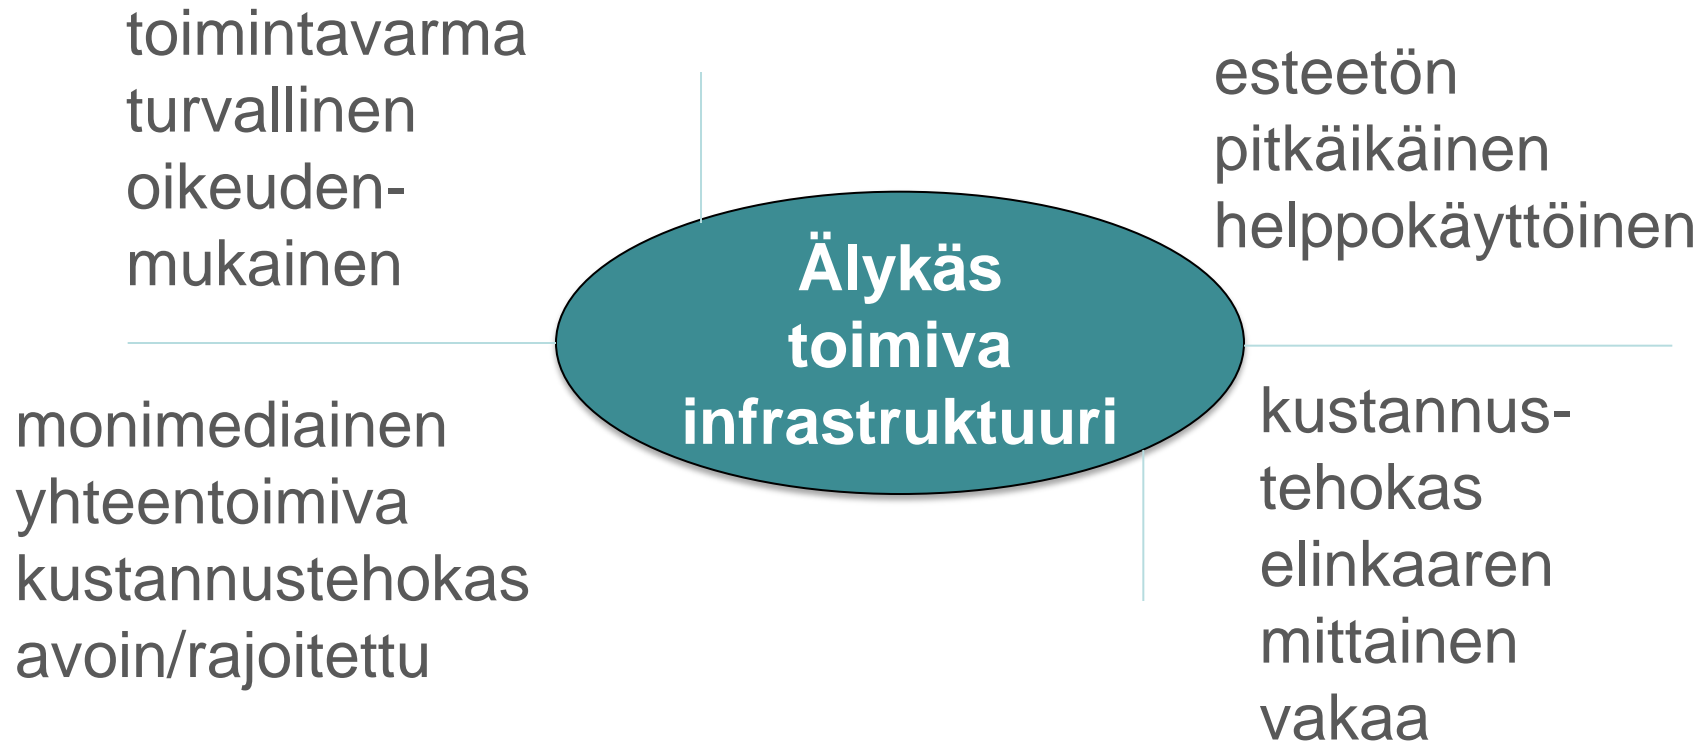 toimintavarma
turvallinen
oikeuden-
mukainen
esteetön
pitkäikäinen
helppokäyttöinen
Älykäs
toimiva
infrastruktuuri
monimediainen
yhteentoimiva
kustannustehokas
avoin/rajoitettu
kustannus-
tehokas
elinkaaren
mittainen
vakaa